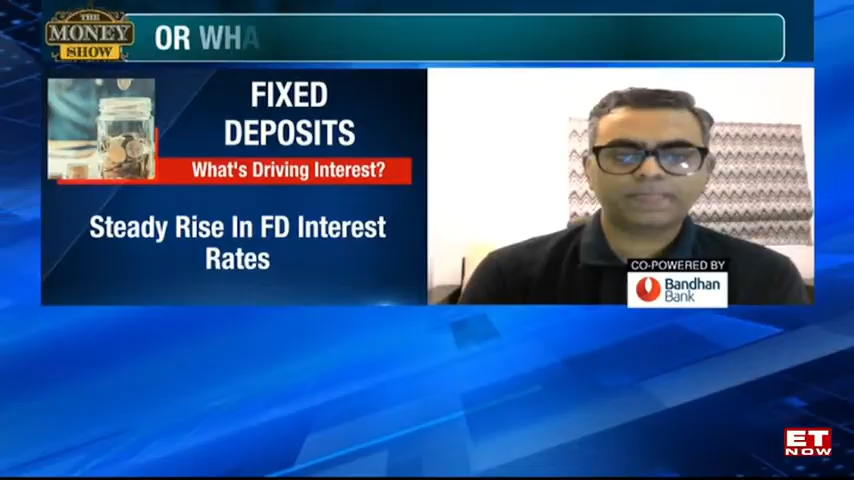 THE
MONEY
SHOW
OR WHA
FIXED
DEPOSITS
What's Driving Interest?
Steady Rise In FD Interest
Rates
CO-POWERED BY
Bandhan
Bank
ET
NOW